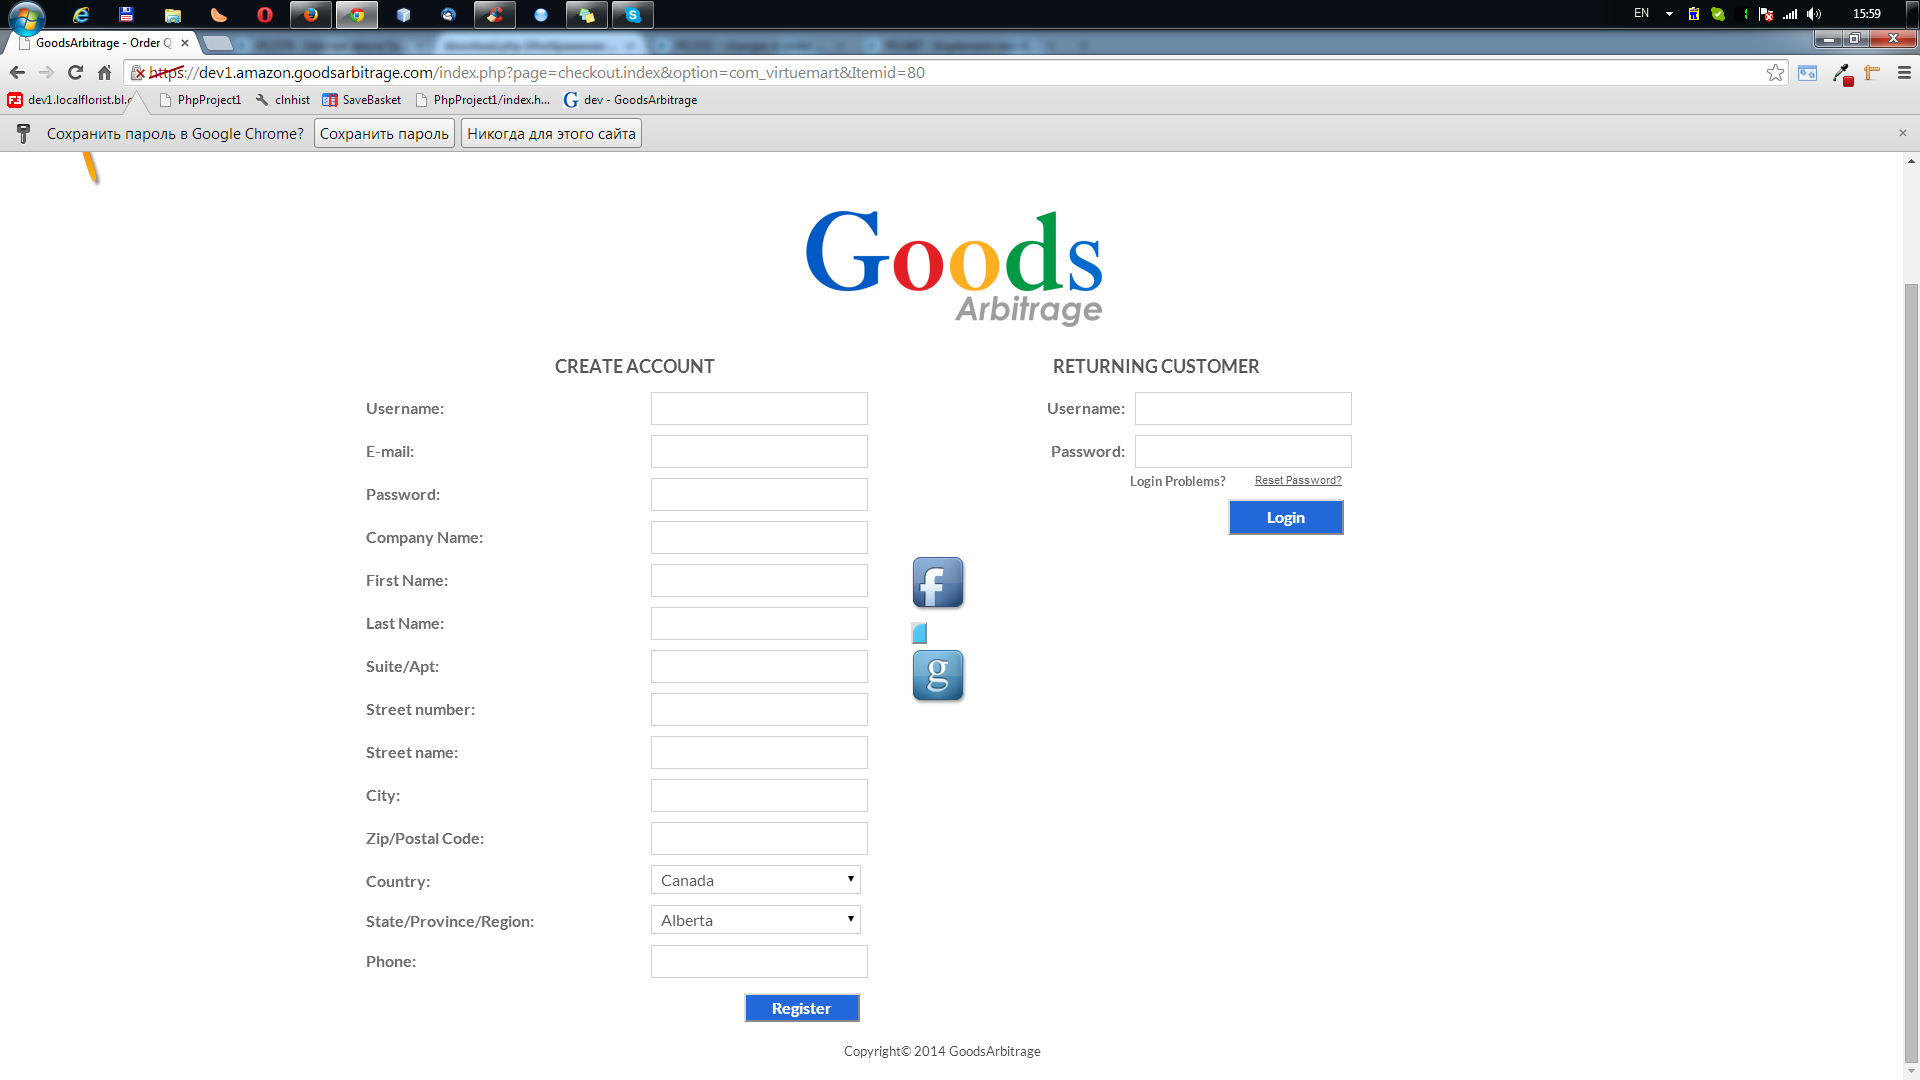 EN
15:59
GoodsArbitrage - Order Q
https://dev1.amazon.goodsarbitrage.com/index.php?page=checkout.index&option=com_virtuemart&Itemid=80
dev1.localflorist.bl.c
PhpProject1
clnhist
SaveBasket
PhpProject1/index.h...
dev - GoodsArbitrage
Сохранить пароль в Google Chrome?
Сохранить пароль
Никогда для этого сайта
Goods
Arbitrage
CREATE ACCOUNT
RETURNING CUSTOMER
Username:
Username:
E-mail:
Password:
Login Problems?
Reset Password?
Password:
Login
Company Name:
First Name:
Last Name:
Suite/Apt:
Street number:
Street name:
City:
Zip/Postal Code:
Country:
Canada
State/Province/Region:
Alberta
Phone:
Register
Copyright© 2014 GoodsArbitrage